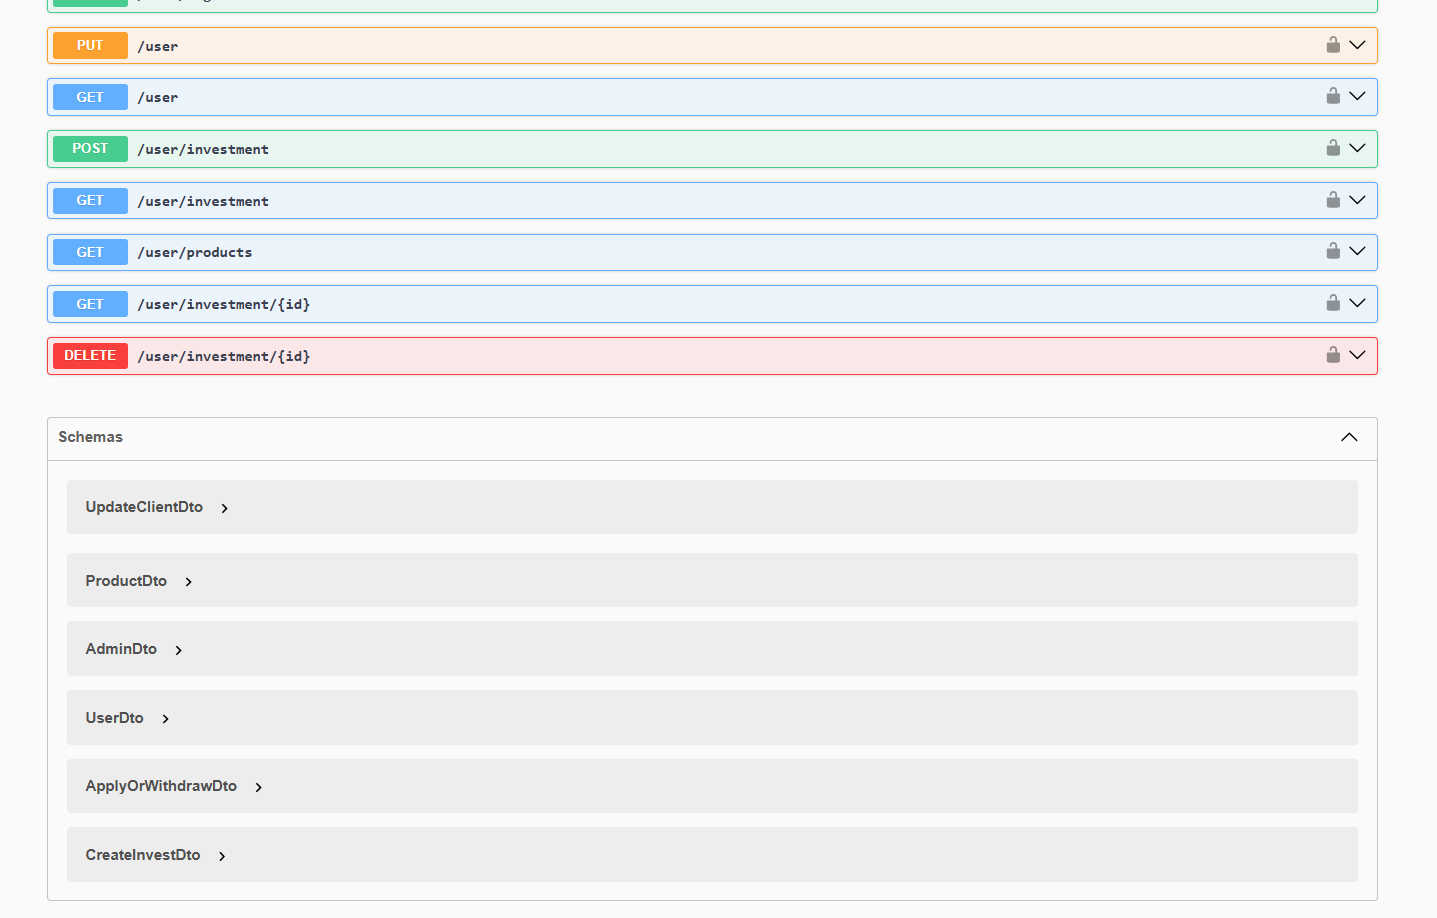 PUT /user
GET /user
POST /user/investment
GET /user/investment
GET /user/products
GET /user/investment/{id}
DELETE /user/investment/{id}
Schemas
UpdateClientDto
ProductDto
AdminDto
UserDto
ApplyOrWithdrawDto
CreateInvestDto